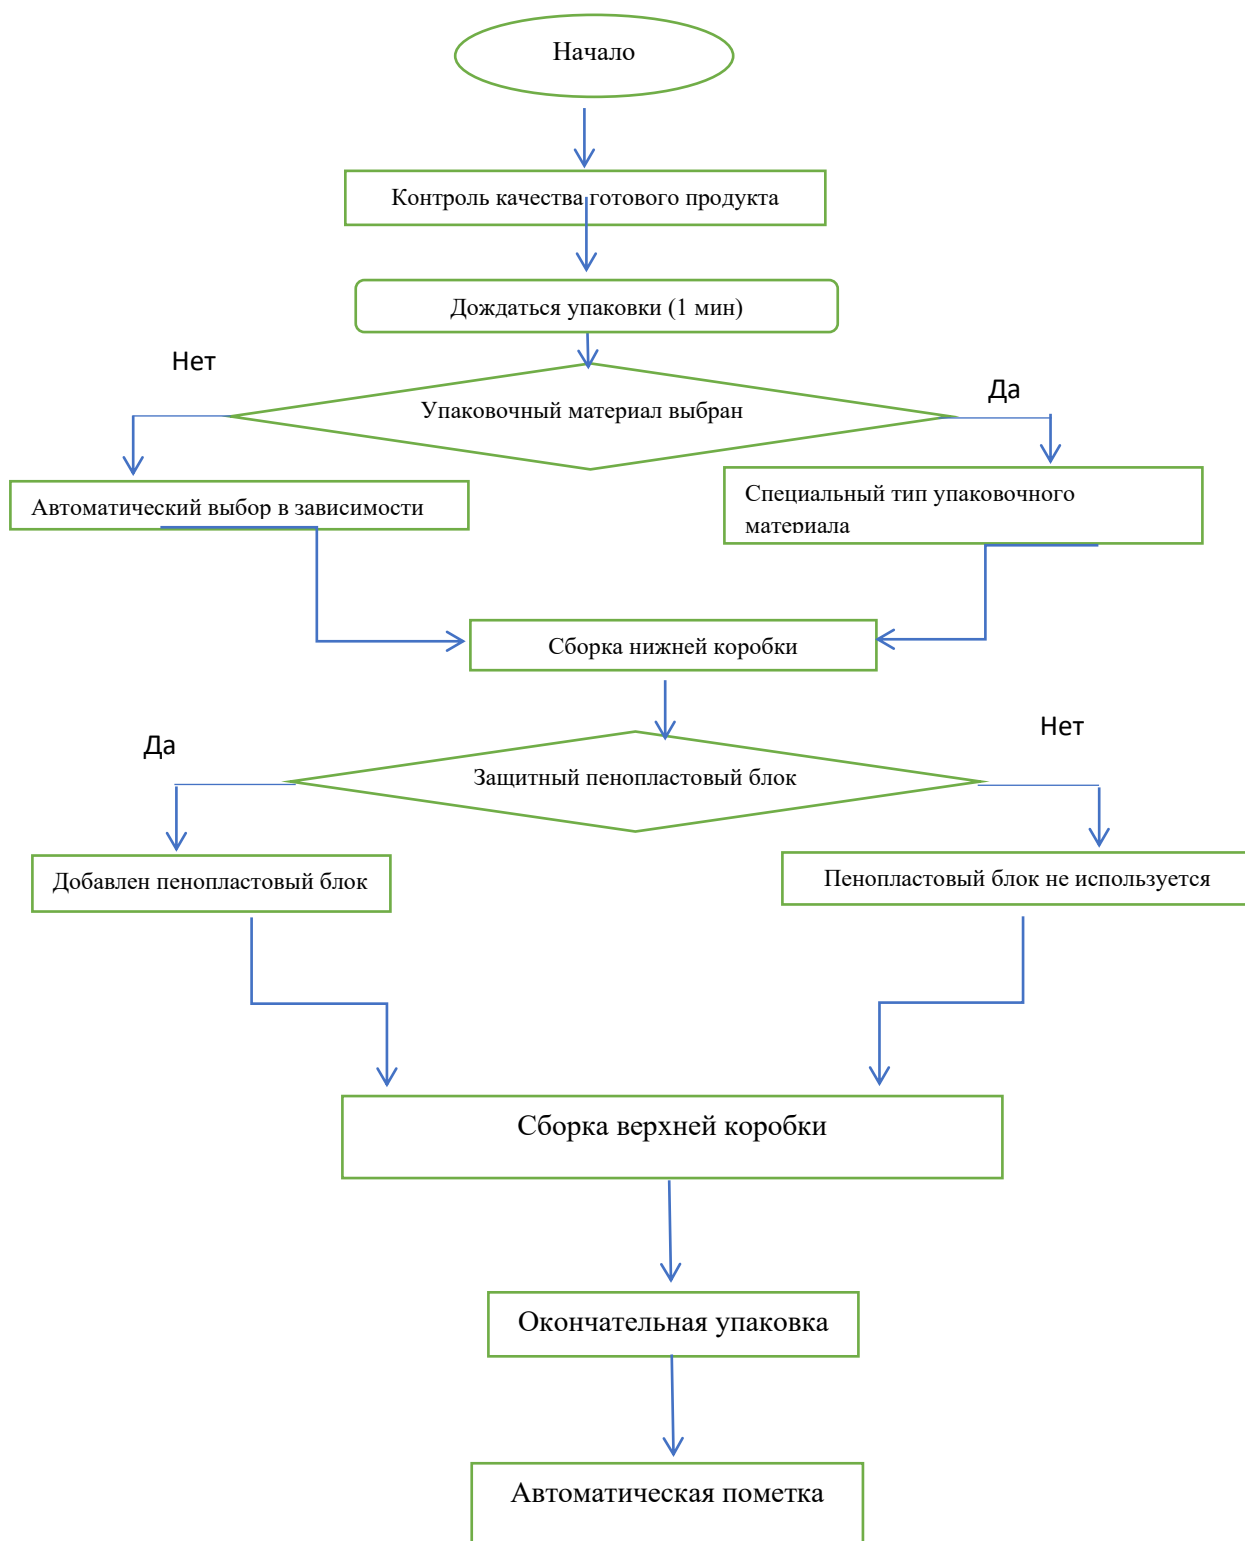 Начало
Контроль качества готового продукта
Дождаться упаковки (1 мин)
Нет
Да
Упаковочный материал выбран
Автоматический выбор в зависимости
Специальный тип упаковочного
материала
Сборка нижней коробки
Да
Нет
Защитный пенопластовый блок
Добавлен пенопластовый блок
Пенопластовый блок не используется
Сборка верхней коробки
Окончательная упаковка
Автоматическая пометка